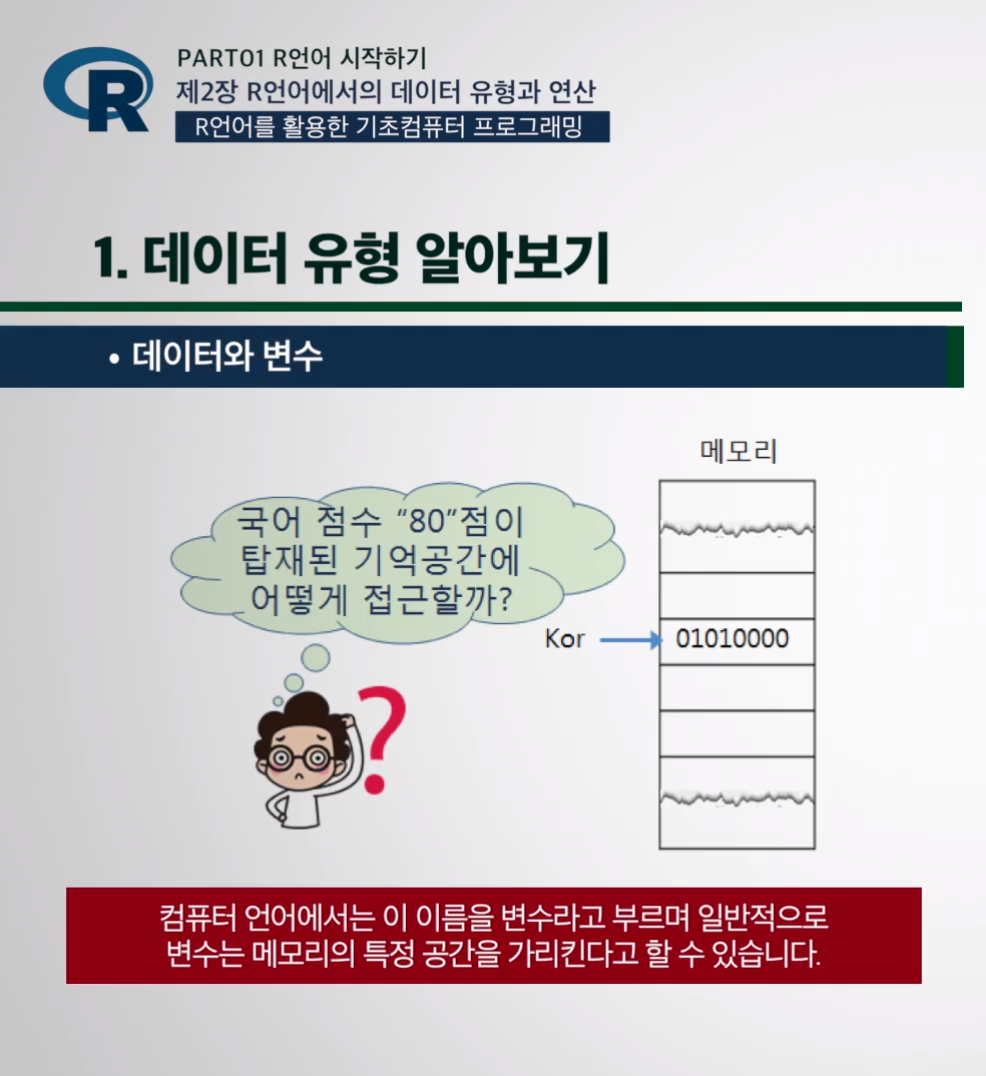 R
PART01 R언어 시작하기
제2장 R언어에서의 데이터 유형과 연산
R언어를 활용한 기초컴퓨터 프로그래밍
1. 데이터 유형 알아보기
• 데이터와 변수
메모리
국어 점수 “80”점이
탑재된 기억공간에
어떻게 접근할까?
Kor
01010000
?
컴퓨터 언어에서는 이 이름을 변수라고 부르며 일반적으로
변수는 메모리의 특정 공간을 가리킨다고 할 수 있습니다.